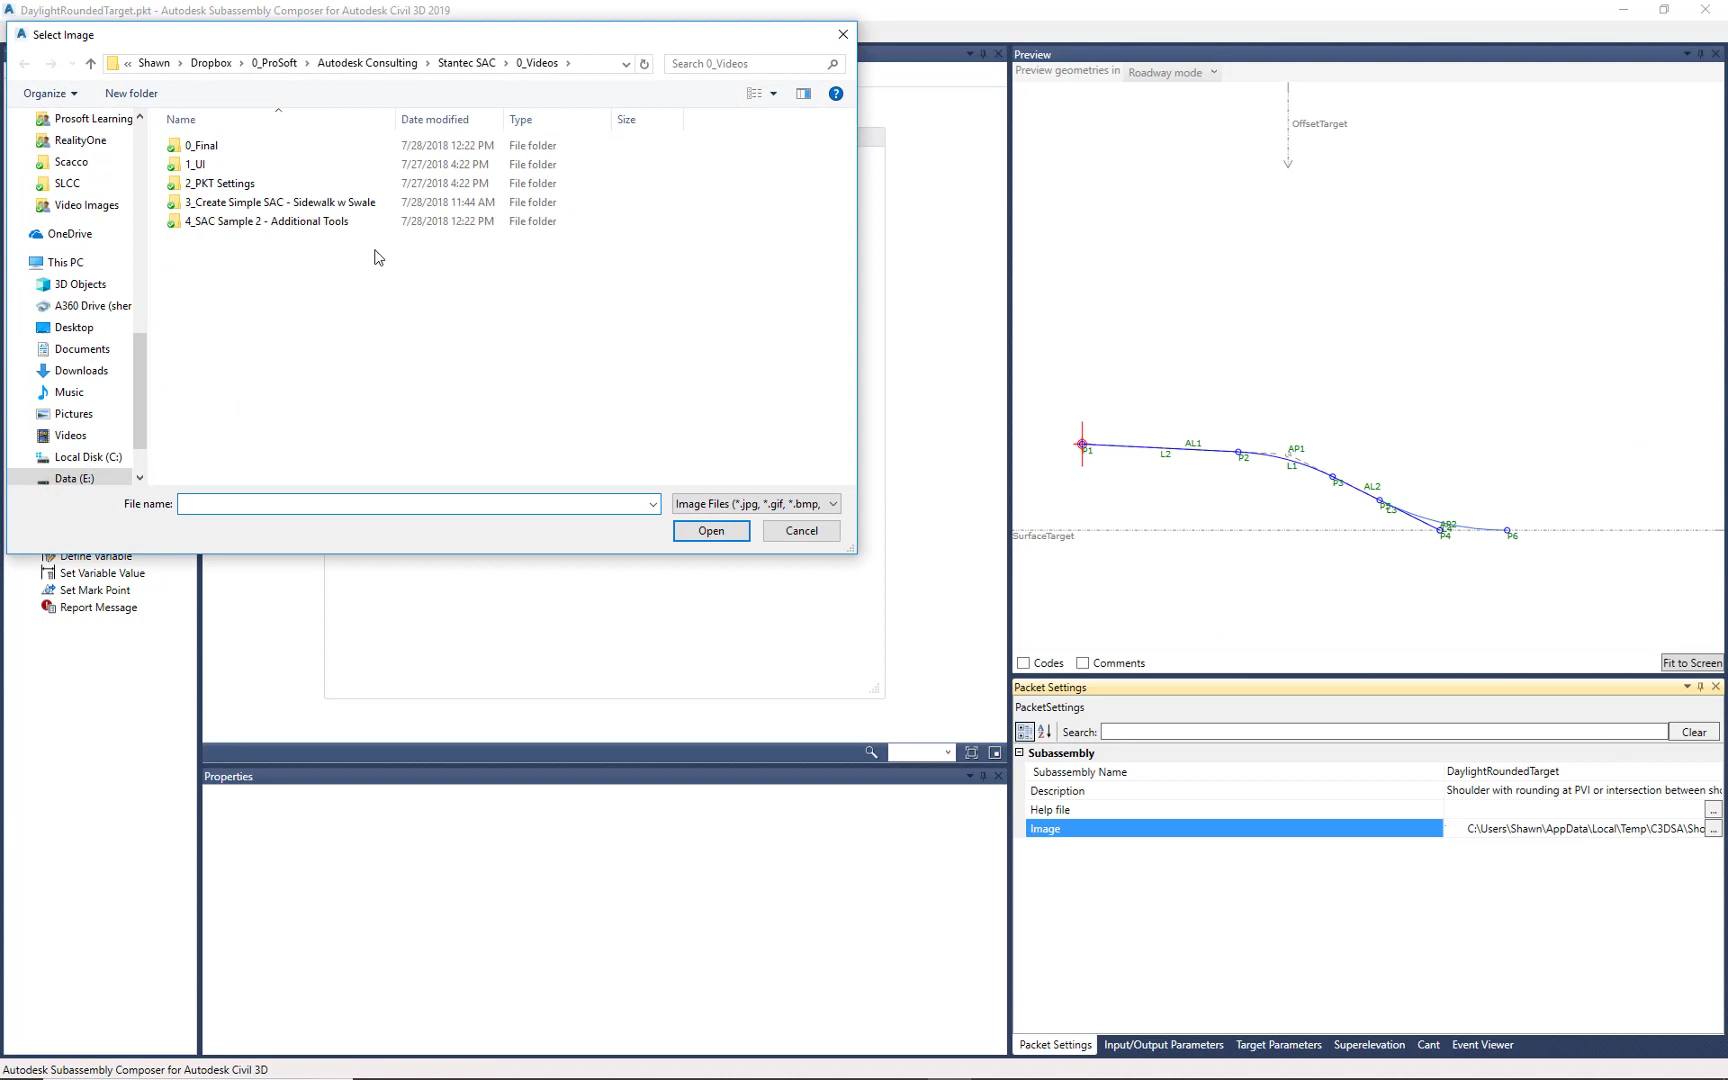 DaylightRoundedTarget.pkt - Autodesk Subassembly Composer for Autodesk Civil 3D 2019
Select Image
« Shawn > Dropbox > 0_ProSoft > Autodesk Consulting > Stantec SAC > 0_Videos >
Search 0_Videos
Organize
New folder
Prosoft Learning
RealityOne
Scacco
SLCC
Video Images
OneDrive
This PC
3D Objects
A360 Drive (sher
Desktop
Documents
Downloads
Music
Pictures
Videos
Local Disk (C:)
Data (E:)
Name Date modified Type Size
0_Final 7/28/2018 12:22 PM File folder
1_UI 7/27/2018 4:22 PM File folder
2_PKT Settings 7/27/2018 4:22 PM File folder
3_Create Simple SAC - Sidewalk w Swale 7/28/2018 11:44 AM File folder
4_SAC Sample 2 - Additional Tools 7/28/2018 12:22 PM File folder
File name:
Image Files (*.jpg, *.gif, *.bmp,
Open
Cancel
Define Variable
Set Variable Value
Set Mark Point
Report Message
Properties
Preview
Preview geometries in Roadway mode
OffsetTarget
P1
AL1
L2
P2
AP1
L1
P3
AL2
L3
AP2
P4
P6
SurfaceTarget
Codes
Comments
Fit to Screen
Packet Settings
PacketSettings
Search:
Clear
Subassembly
Subassembly Name DaylightRoundedTarget
Description Shoulder with rounding at PVI or intersection between sho
Help file ...
Image C:\Users\Shawn\AppData\Local\Temp\C3DSA\Sho ...
Packet Settings Input/Output Parameters Target Parameters Superelevation Cant Event Viewer
Autodesk Subassembly Composer for Autodesk Civil 3D